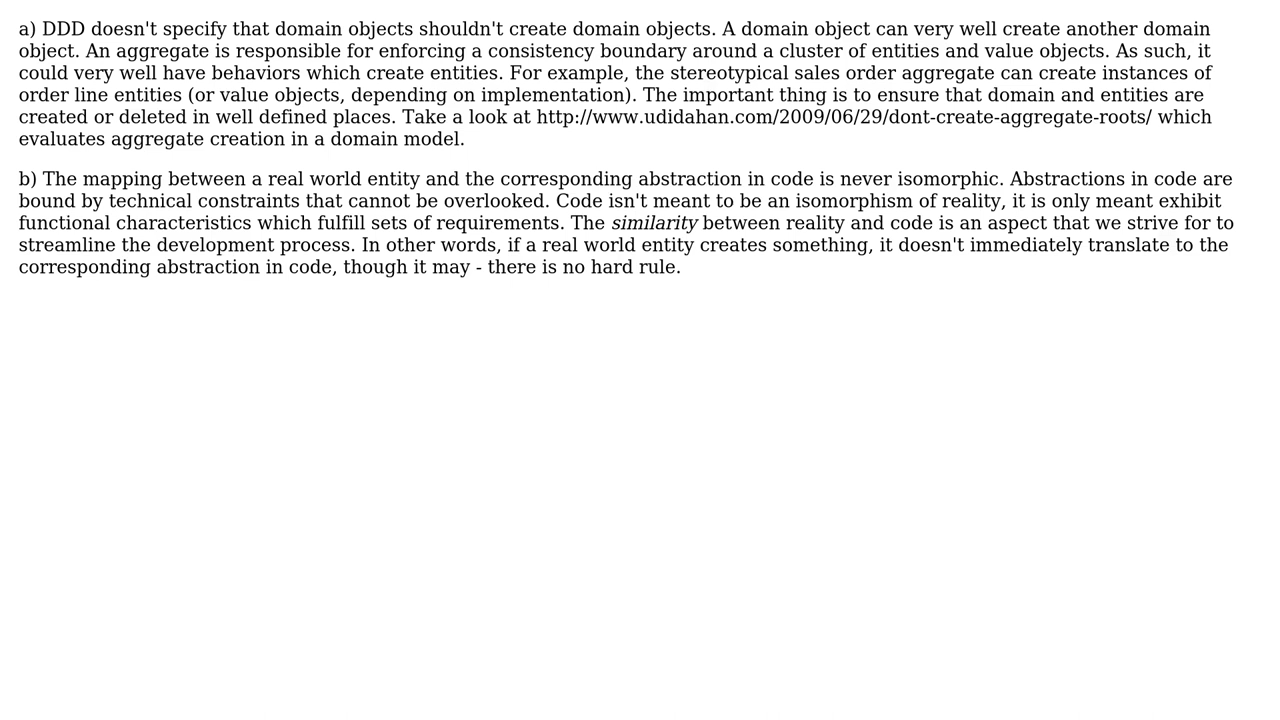 a) DDD doesn't specify that domain objects shouldn't create domain objects. A domain object can very well create another domain
object. An aggregate is responsible for enforcing a consistency boundary around a cluster of entities and value objects. As such, it
could very well have behaviors which create entities. For example, the stereotypical sales order aggregate can create instances of
order line entities (or value objects, depending on implementation). The important thing is to ensure that domain and entities are
created or deleted in well defined places. Take a look at http://www.udidahan.com/2009/06/29/dont-create-aggregate-roots/ which
evaluates aggregate creation in a domain model.
b) The mapping between a real world entity and the corresponding abstraction in code is never isomorphic. Abstractions in code are
bound by technical constraints that cannot be overlooked. Code isn't meant to be an isomorphism of reality, it is only meant exhibit
functional characteristics which fulfill sets of requirements. The similarity between reality and code is an aspect that we strive for to
streamline the development process. In other words, if a real world entity creates something, it doesn't immediately translate to the
corresponding abstraction in code, though it may - there is no hard rule.